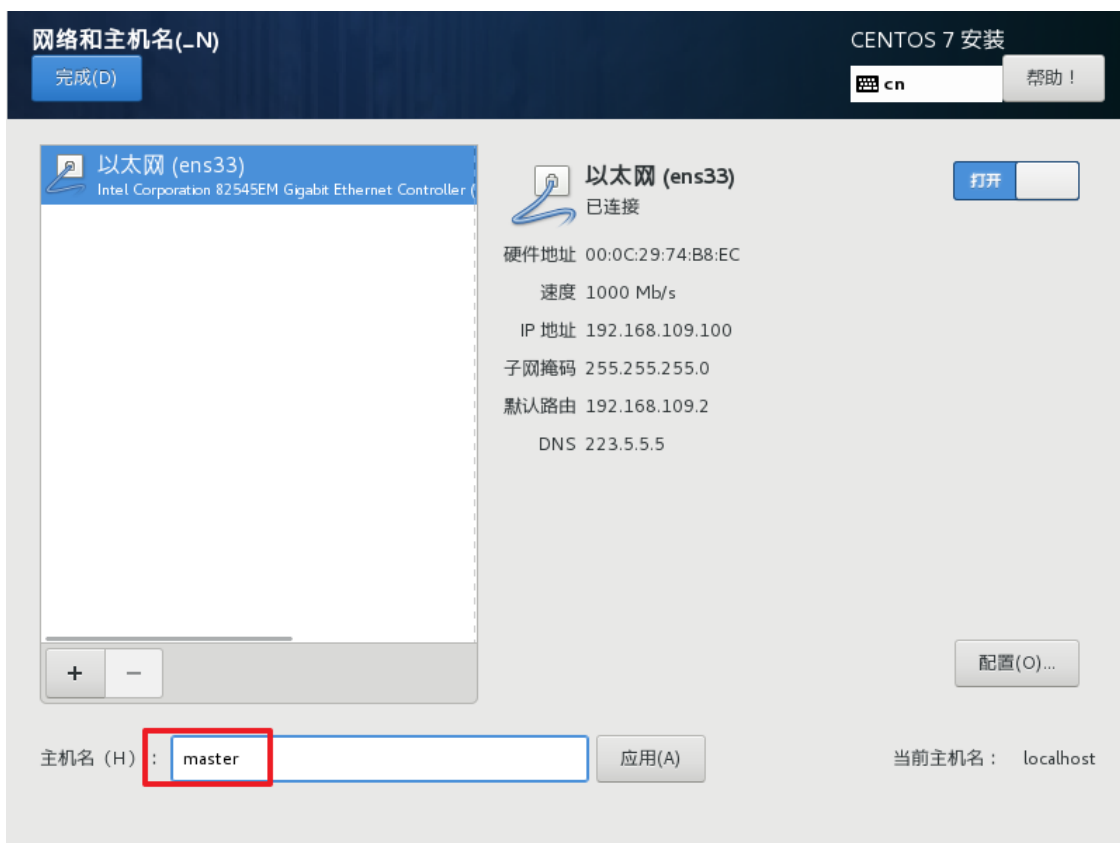 网络和主机名(_N)
完成(D)
CENTOS 7 安装
cn
帮助！
以太网 (ens33)
Intel Corporation 82545EM Gigabit Ethernet Controller (
以太网 (ens33)
已连接
打开
硬件地址 00:0C:29:74:B8:EC
速度 1000 Mb/s
IP 地址 192.168.109.100
子网掩码 255.255.255.0
默认路由 192.168.109.2
DNS 223.5.5.5
+ −
配置(O)...
主机名（H）： master
应用(A)
当前主机名： localhost